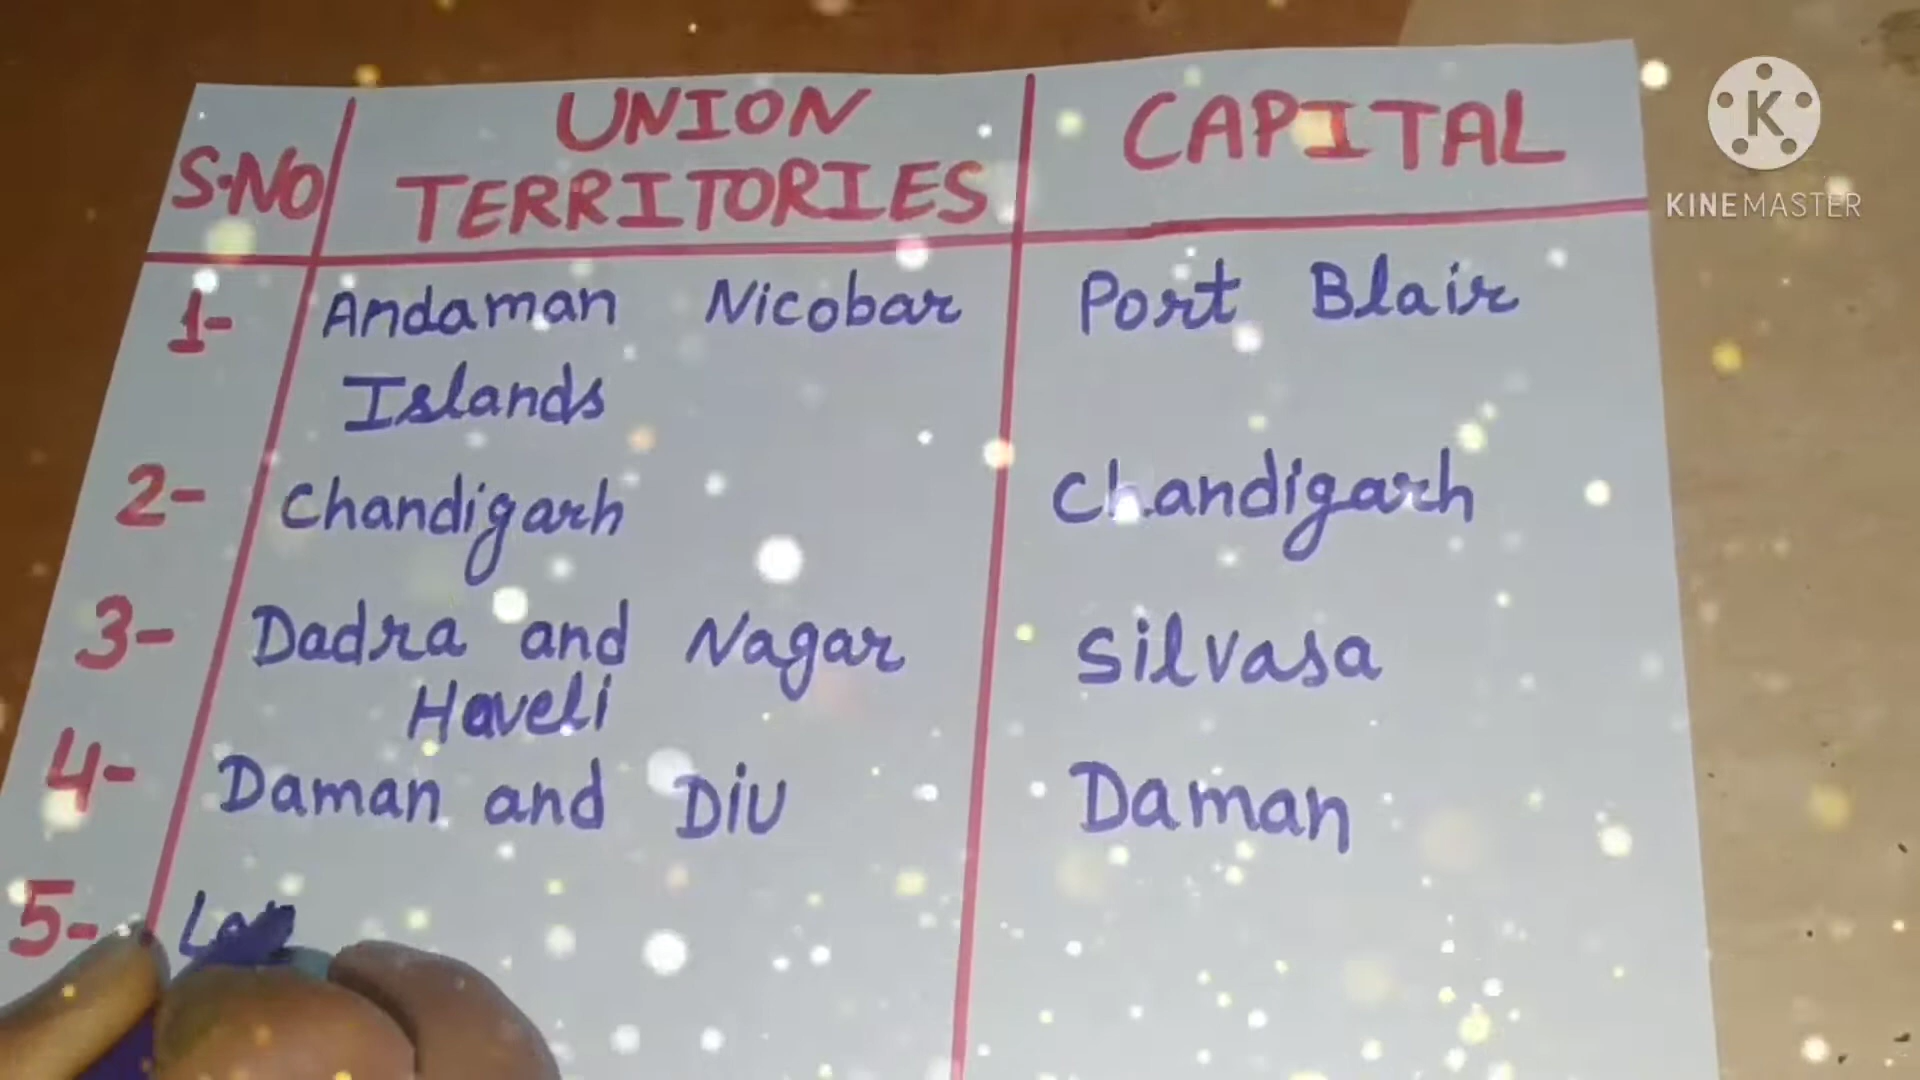 S.NO UNION TERRITORIES CAPITAL
1- Andaman Nicobar Islands Port Blair
2- Chandigarh Chandigarh
3- Dadra and Nagar Haveli Silvasa
4- Daman and Diu Daman
5-
K
KINEMASTER